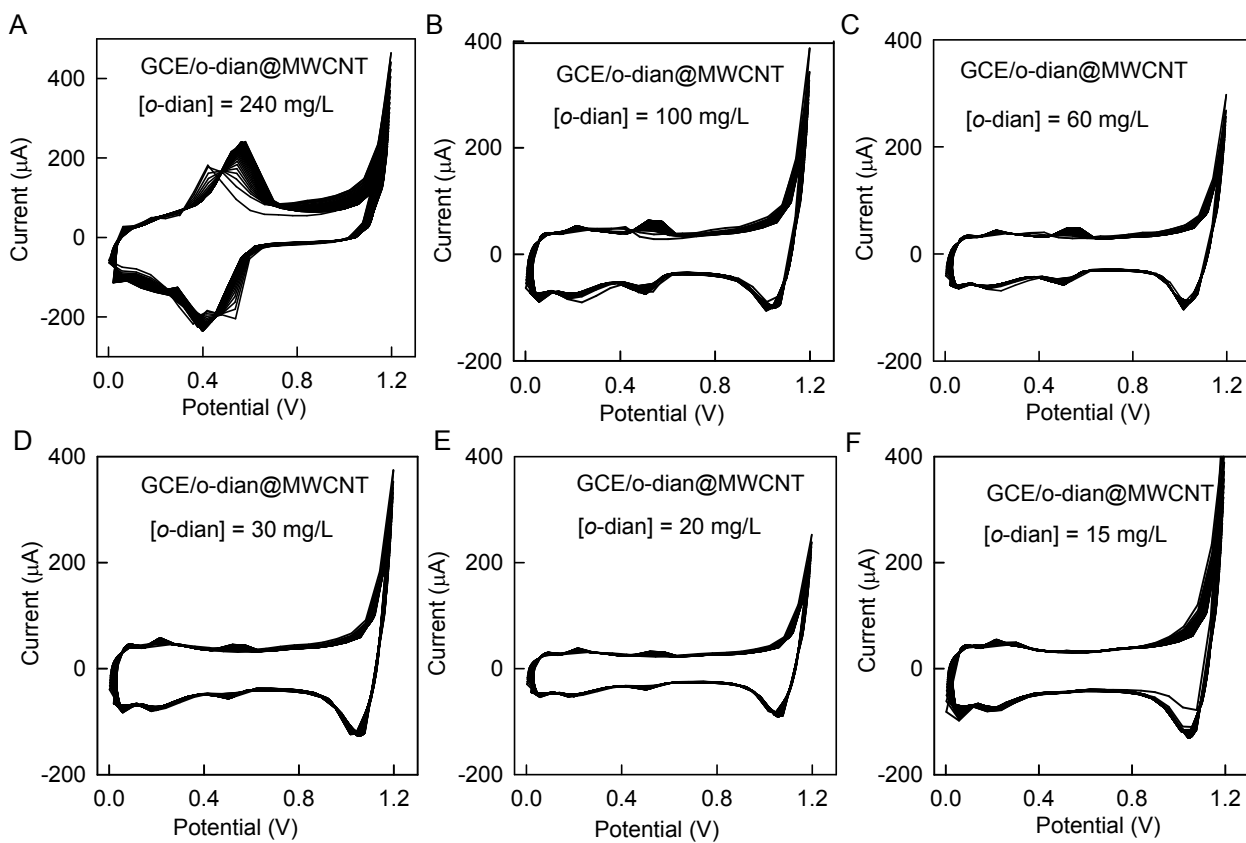 A
GCE/o-dian@MWCNT
[o-dian] = 240 mg/L
Current (μA)
400
200
0
-200
0.0 0.4 0.8 1.2
Potential (V)
B
GCE/o-dian@MWCNT
[o-dian] = 100 mg/L
Current (μA)
400
200
0
-200
0.0 0.4 0.8 1.2
Potential (V)
C
GCE/o-dian@MWCNT
[o-dian] = 60 mg/L
Current (μA)
400
200
0
-200
0.0 0.4 0.8 1.2
Potential (V)
D
GCE/o-dian@MWCNT
[o-dian] = 30 mg/L
Current (μA)
400
200
0
-200
0.0 0.4 0.8 1.2
Potential (V)
E
GCE/o-dian@MWCNT
[o-dian] = 20 mg/L
Current (μA)
400
200
0
-200
0.0 0.4 0.8 1.2
Potential (V)
F
GCE/o-dian@MWCNT
[o-dian] = 15 mg/L
Current (μA)
400
200
0
-200
0.0 0.4 0.8 1.2
Potential (V)